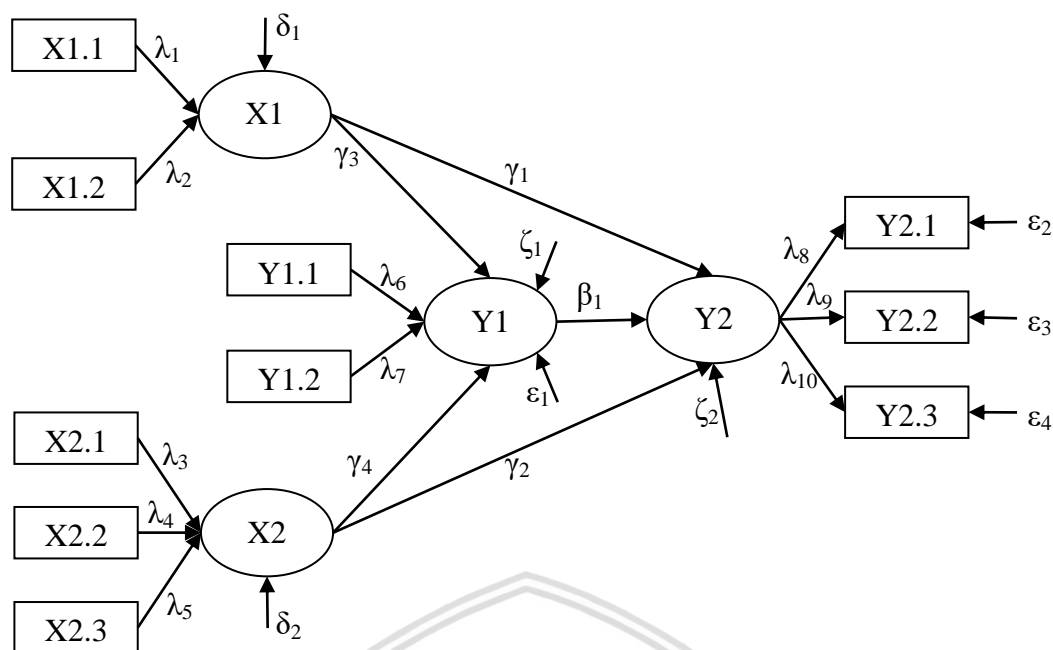 X1.1
λ1
δ1
X1
X1.2
λ2
γ3
γ1
Y2.1
ε2
λ8
ζ1
Y1.1
λ6
β1
λ9
Y1
Y2
Y2.2
ε3
Y1.2
λ7
ε1
λ10
ζ2
Y2.3
ε4
X2.1
λ3
γ4
γ2
X2.2
λ4
X2
X2.3
λ5
δ2